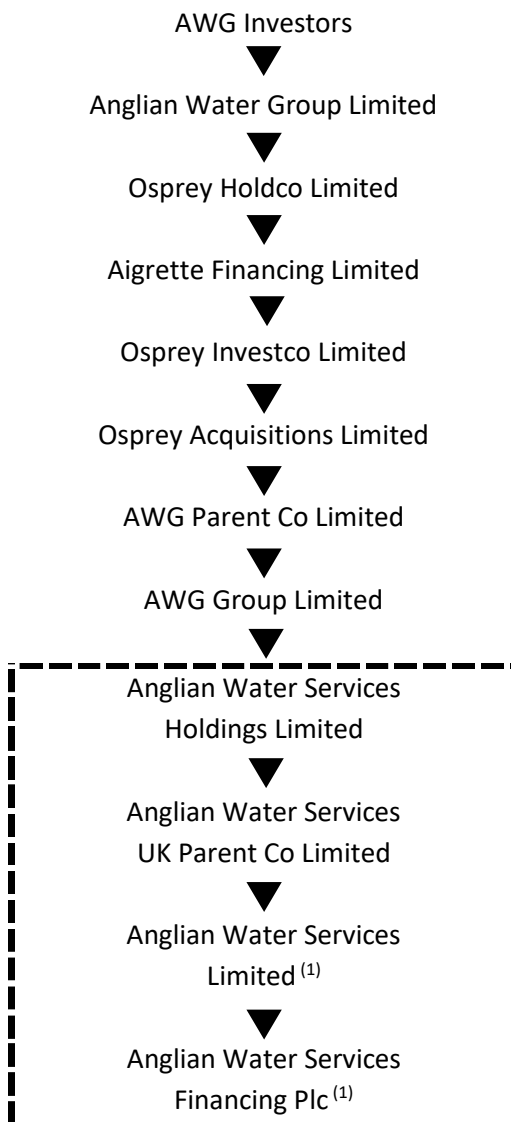 AWG Investors
Anglian Water Group Limited
Osprey Holdco Limited
Aigrette Financing Limited
Osprey Investco Limited
Osprey Acquisitions Limited
AWG Parent Co Limited
AWG Group Limited
Anglian Water Services
Holdings Limited
Anglian Water Services
UK Parent Co Limited
Anglian Water Services
Limited (1)
Anglian Water Services
Financing Plc (1)